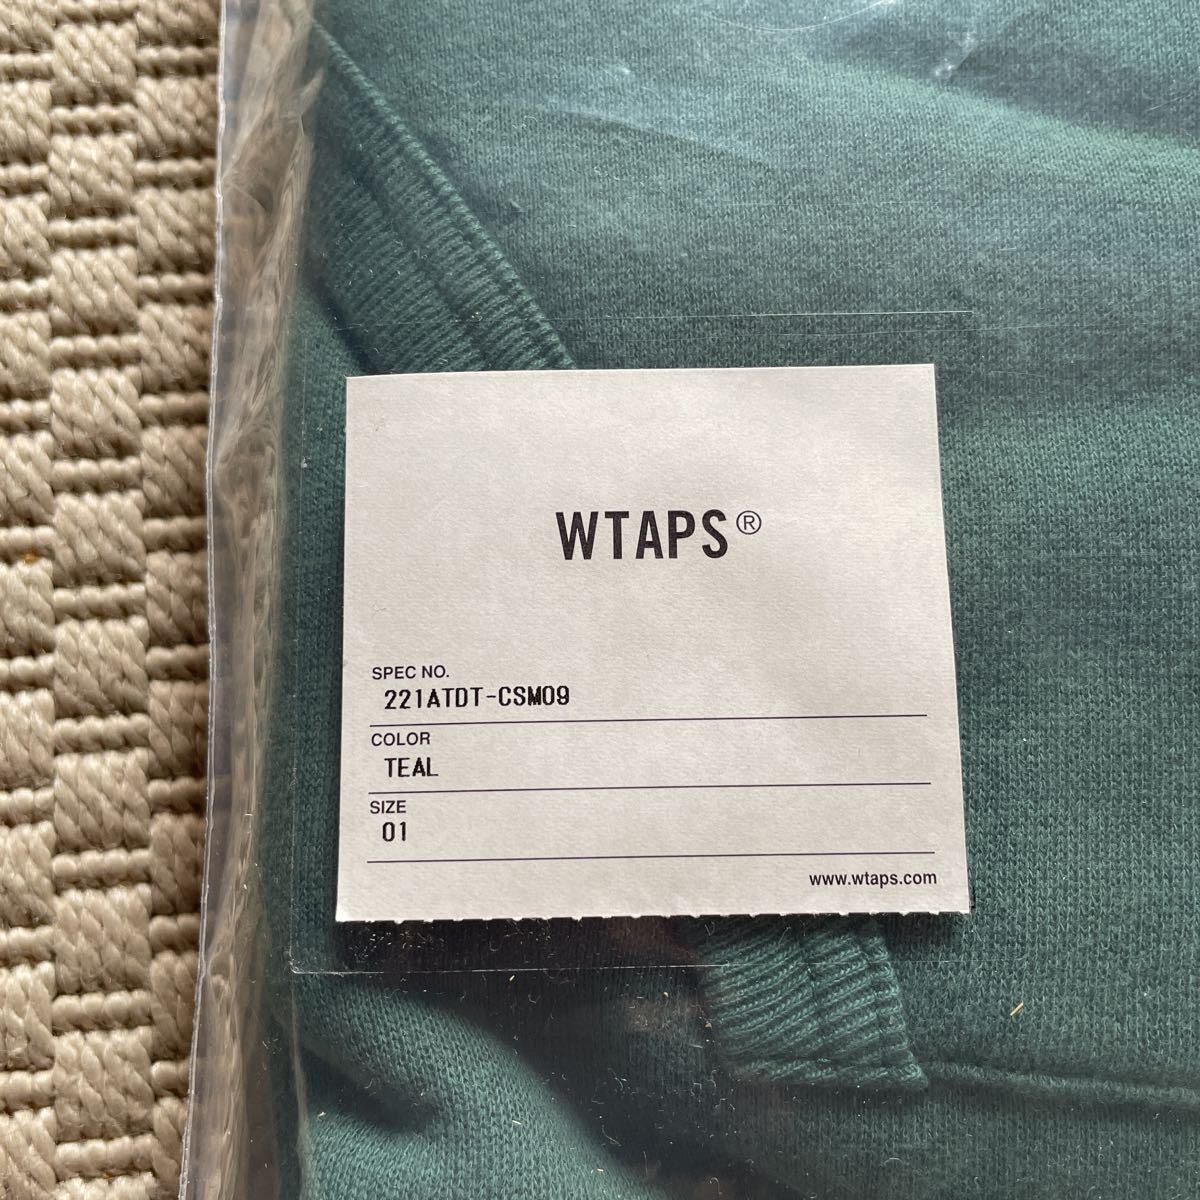 WTAPS®
SPEC NO.
221ATDT-CSM09
COLOR
TEAL
SIZE
01
www.wtaps.com